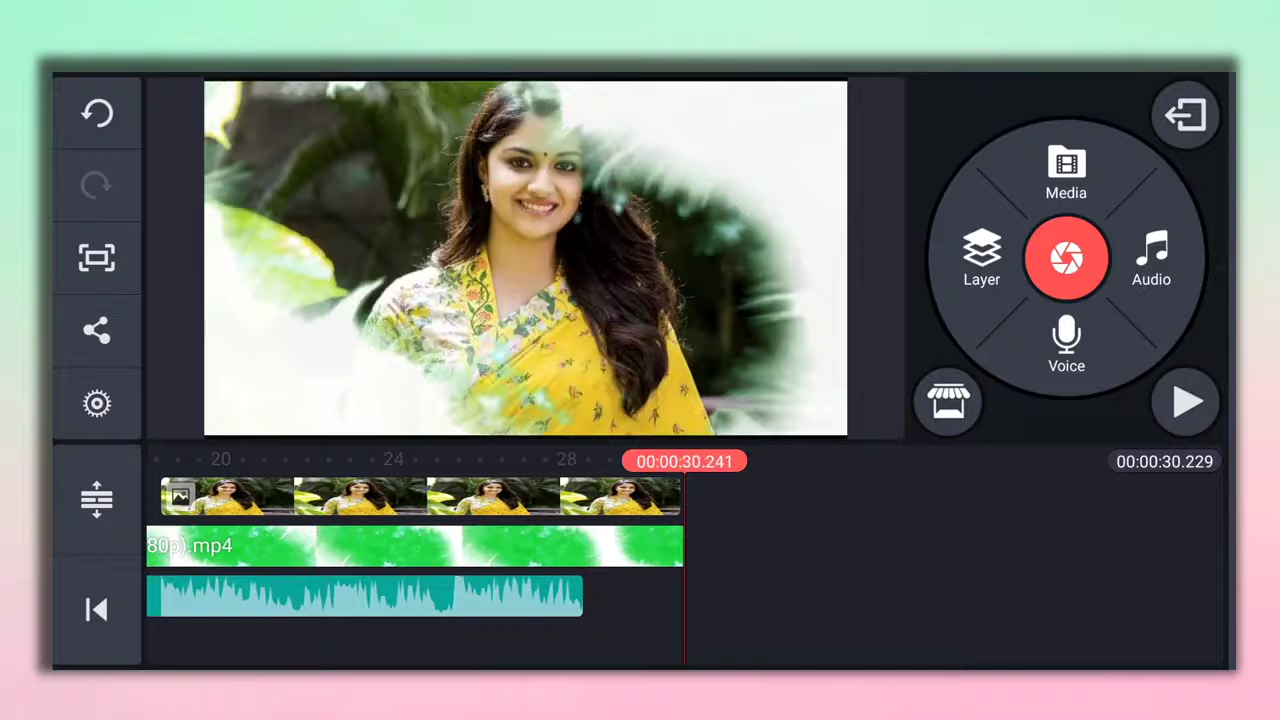 Media
Layer
Audio
Voice
20
24
28
00:00:30.241
00:00:30.229
80p).mp4